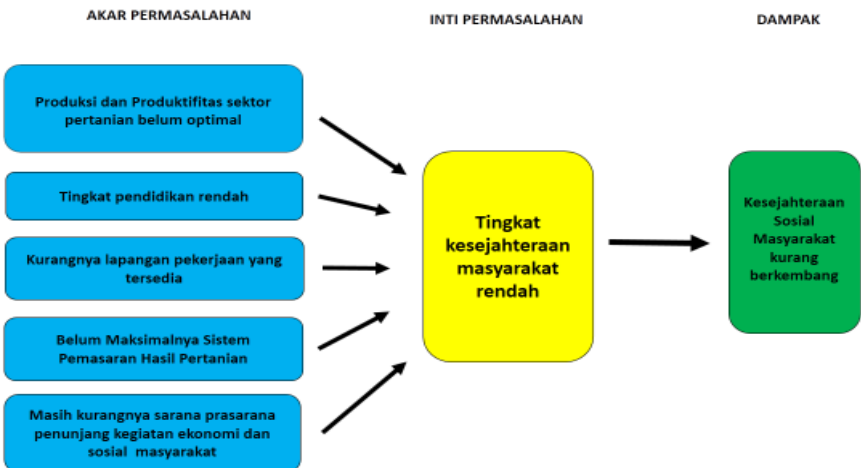 AKAR PERMASALAHAN
INTI PERMASALAHAN
DAMPAK
Produksi dan Produktifitas sektor
pertanian belum optimal
Tingkat pendidikan rendah
Kurangnya lapangan pekerjaan yang
tersedia
Belum Maksimalnya Sistem
Pemasaran Hasil Pertanian
Masih kurangnya sarana prasarana
penunjang kegiatan ekonomi dan
sosial masyarakat
Tingkat
kesejahteraan
masyarakat
rendah
Kesejahteraan
Sosial
Masyarakat
kurang
berkembang